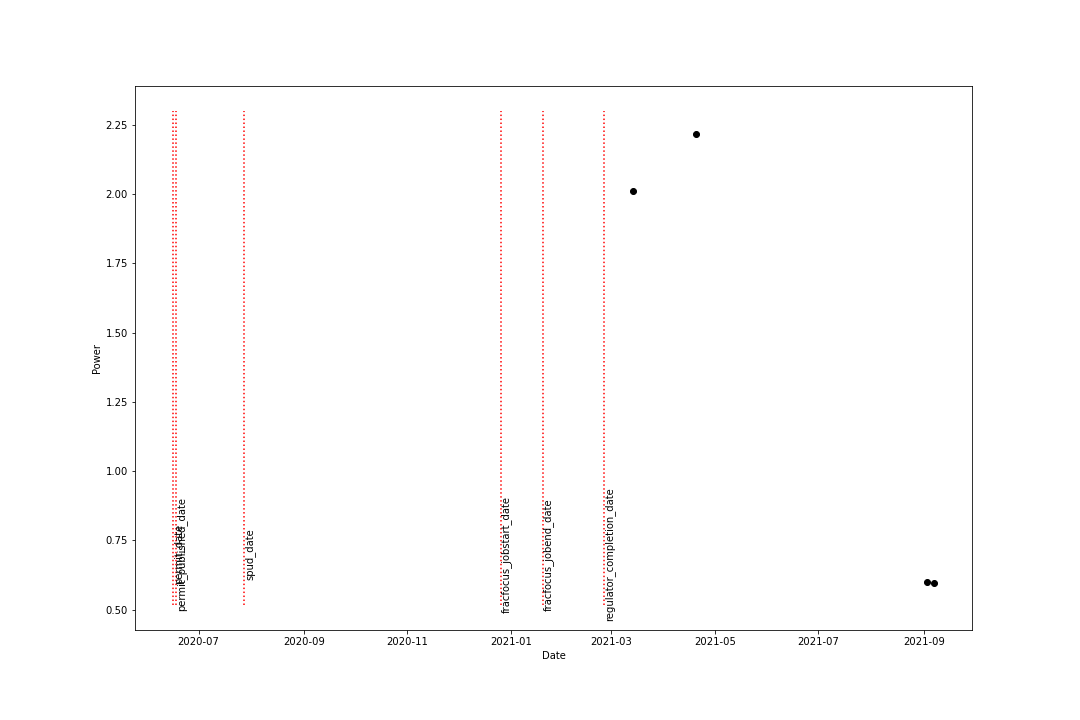 2.25
2.00
1.75
1.50
1.25
1.00
0.75
0.50
Power
permit_date
permit_published_date
spud_date
fracfocus_jobstart_date
fracfocus_jobend_date
regulator_completion_date
2020-07
2020-09
2020-11
2021-01
2021-03
2021-05
2021-07
2021-09
Date